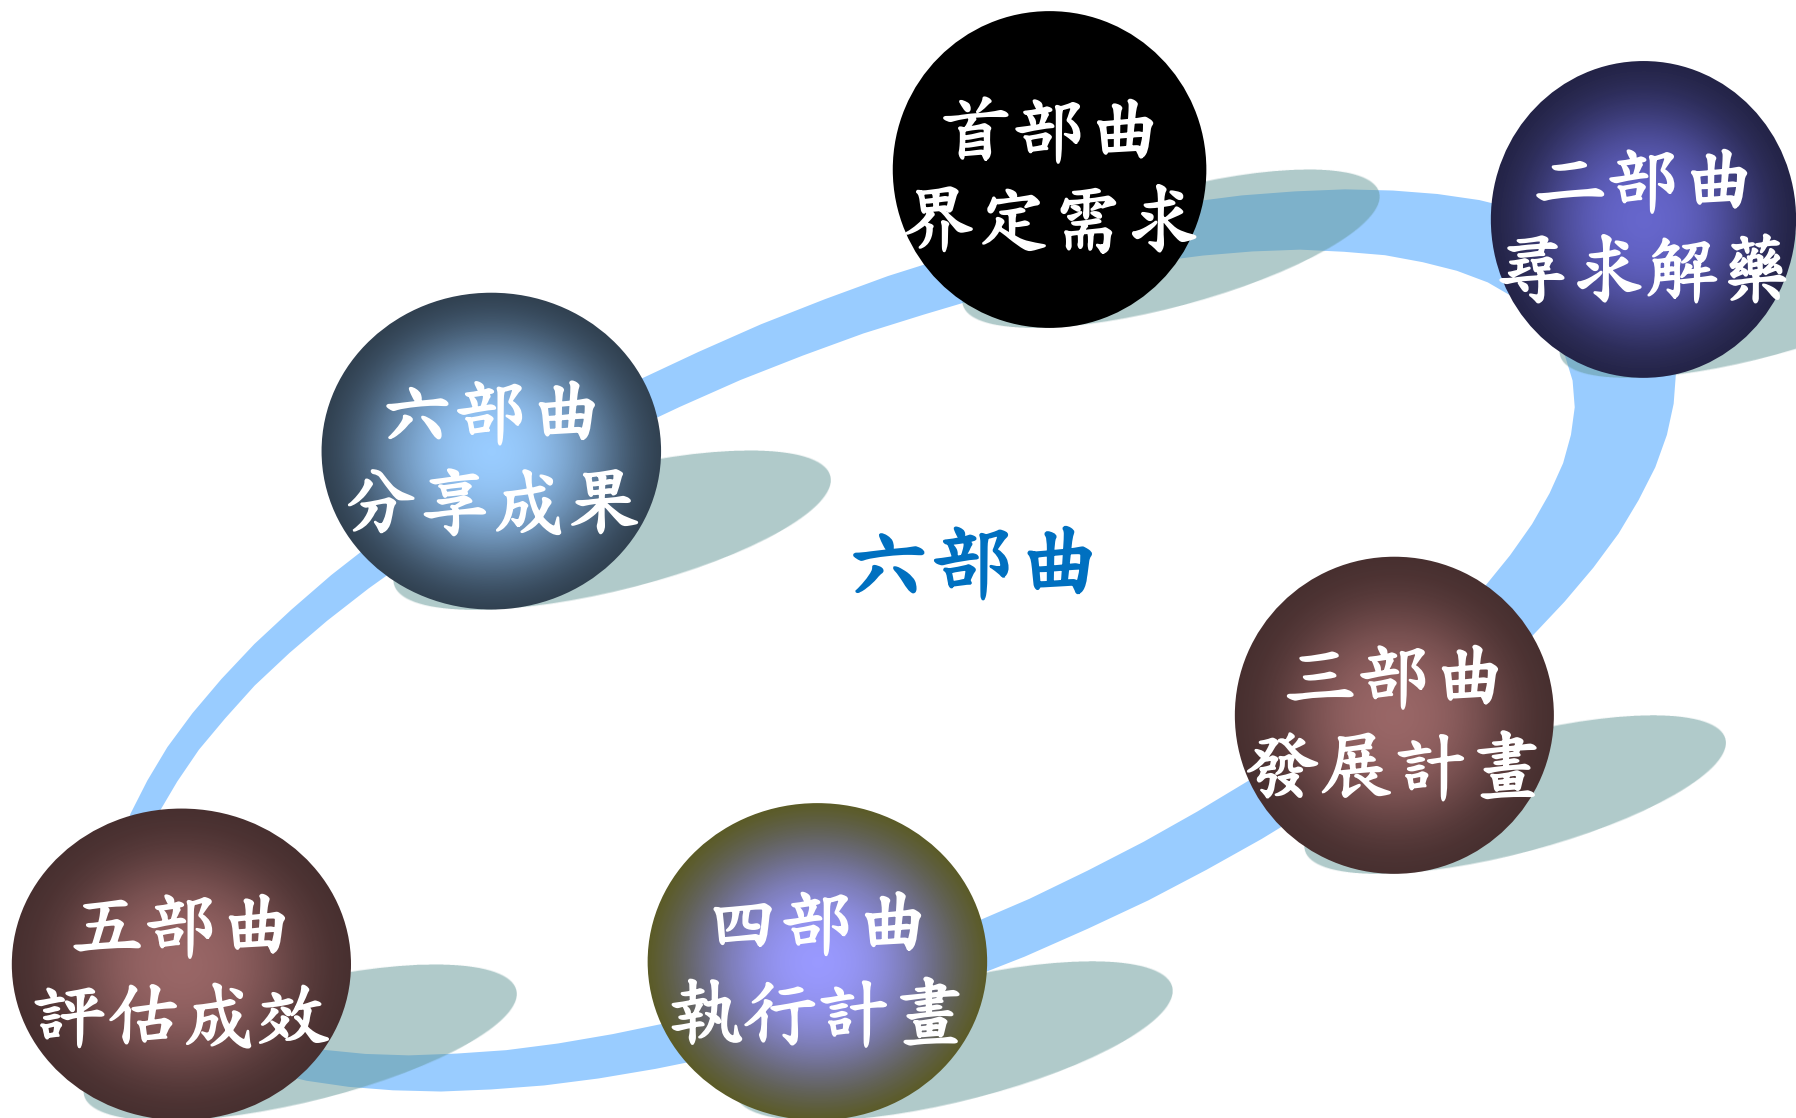 首部曲
界定需求
二部曲
尋求解藥
三部曲
發展計畫
四部曲
執行計畫
五部曲
評估成效
六部曲
分享成果
六部曲